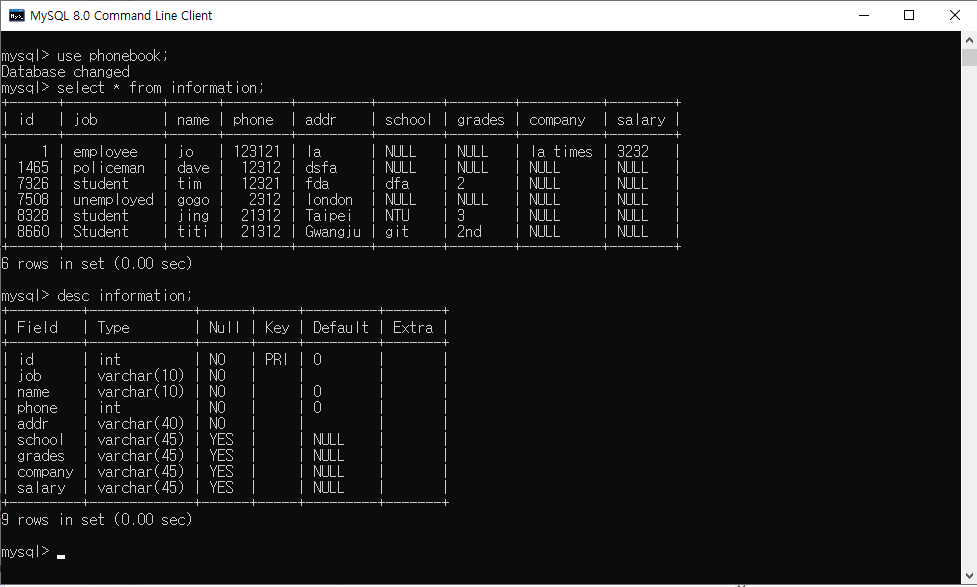 MySQL 8.0 Command Line Client
mysql> use phonebook;
Database changed
mysql> select * from information;
+------+------------+------+--------+---------+--------+--------+----------+--------+
| id   | job        | name | phone  | addr    | school | grades | company  | salary |
+------+------------+------+--------+---------+--------+--------+----------+--------+
|    1 | employee   | jo   | 123121 | la      | NULL   | NULL   | la times | 3232   |
| 1465 | policeman  | dave |  12312 | dsfa    | NULL   | NULL   | NULL     | NULL   |
| 7326 | student    | tim  |  12321 | fda     | dfa    | 2      | NULL     | NULL   |
| 7508 | unemployed | gogo |   2312 | london  | NULL   | NULL   | NULL     | NULL   |
| 8328 | student    | jing |  21312 | Taipei  | NTU    | 3      | NULL     | NULL   |
| 8660 | Student    | titi |  21312 | Gwangju | git    | 2nd    | NULL     | NULL   |
+------+------------+------+--------+---------+--------+--------+----------+--------+
6 rows in set (0.00 sec)
mysql> desc information;
+---------+-------------+------+-----+---------+-------+
| Field   | Type        | Null | Key | Default | Extra |
+---------+-------------+------+-----+---------+-------+
| id      | int         | NO   | PRI | 0       |       |
| job     | varchar(10) | NO   |     |         |       |
| name    | varchar(10) | NO   |     | 0       |       |
| phone   | int         | NO   |     | 0       |       |
| addr    | varchar(40) | NO   |     |         |       |
| school  | varchar(45) | YES  |     | NULL    |       |
| grades  | varchar(45) | YES  |     | NULL    |       |
| company | varchar(45) | YES  |     | NULL    |       |
| salary  | varchar(45) | YES  |     | NULL    |       |
+---------+-------------+------+-----+---------+-------+
9 rows in set (0.00 sec)
mysql> _